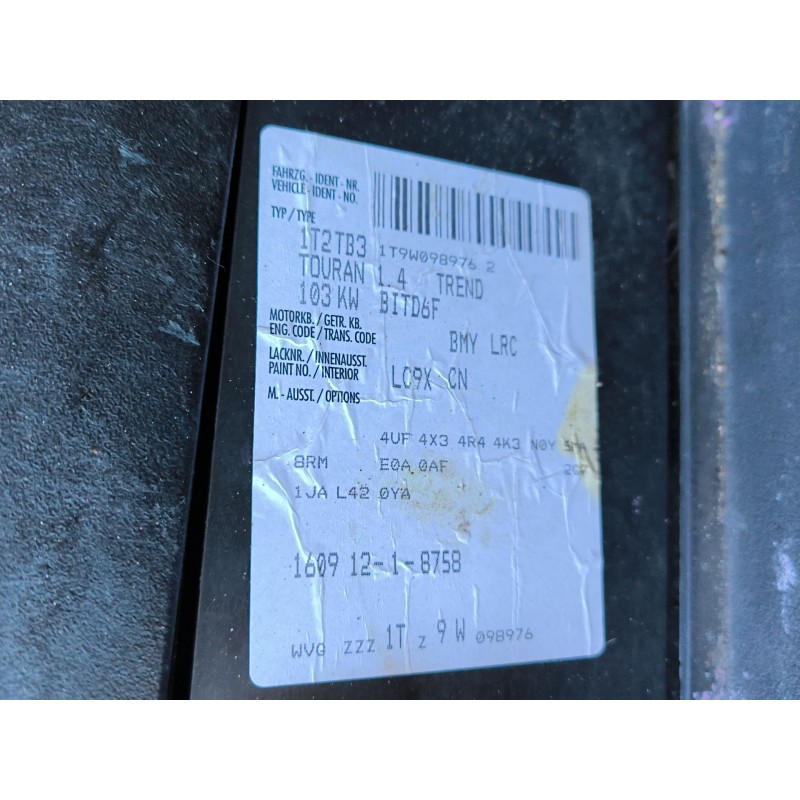 FAHRZG. - IDENT - NR.
VEHICLE - IDENT - NO.
1T9W098976 2
TYP / TYPE
1T2TB3
TOURAN 1.4 TREND
103 KW BITD6F
MOTORKB. / GETR. KB.
ENG. CODE / TRANS. CODE
BMY LRC
LACKNR. / INNENAUSST.
PAINT NO. / INTERIOR
LC9X CN
M. - AUSST. / OPTIONS
4UF 4X3 4R4 4K3 N0Y
8RM E0A 0AF
1JA L42 0YA
1609 12-1-8758
WVG ZZZ 1T Z 9 W 098976